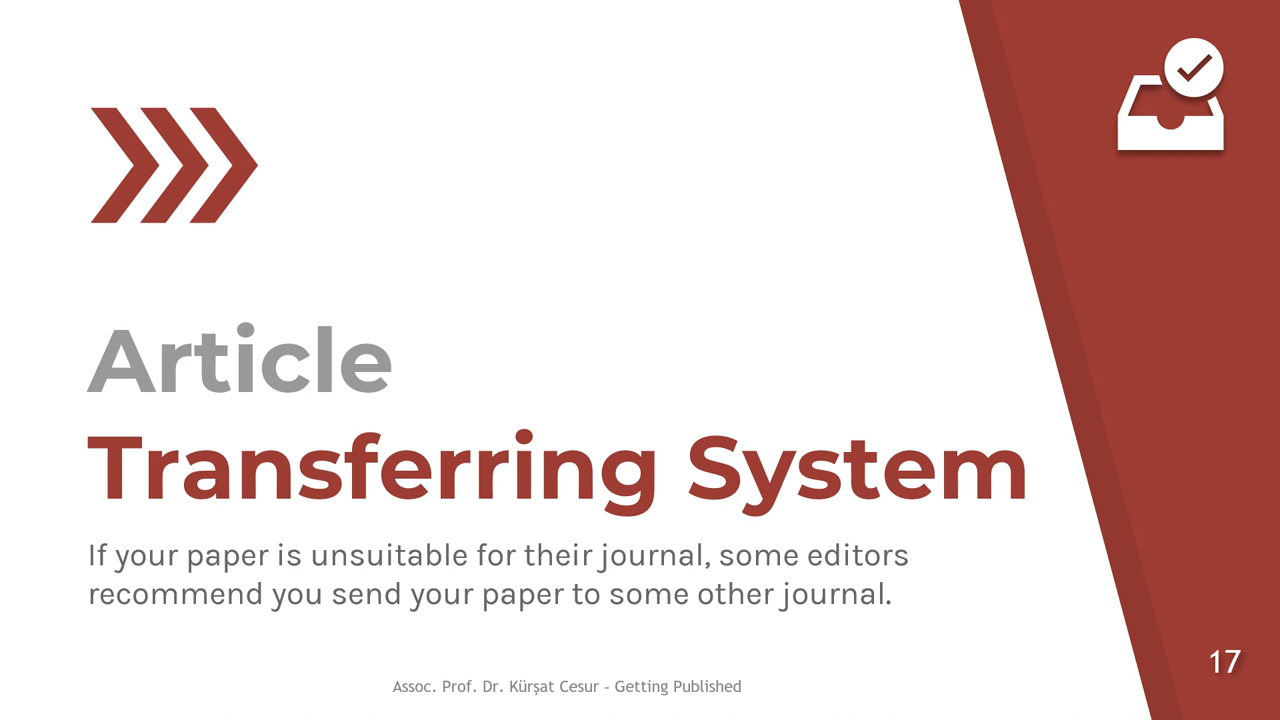 Article
Transferring System
If your paper is unsuitable for their journal, some editors
recommend you send your paper to some other journal.
Assoc. Prof. Dr. Kürşat Cesur - Getting Published
17